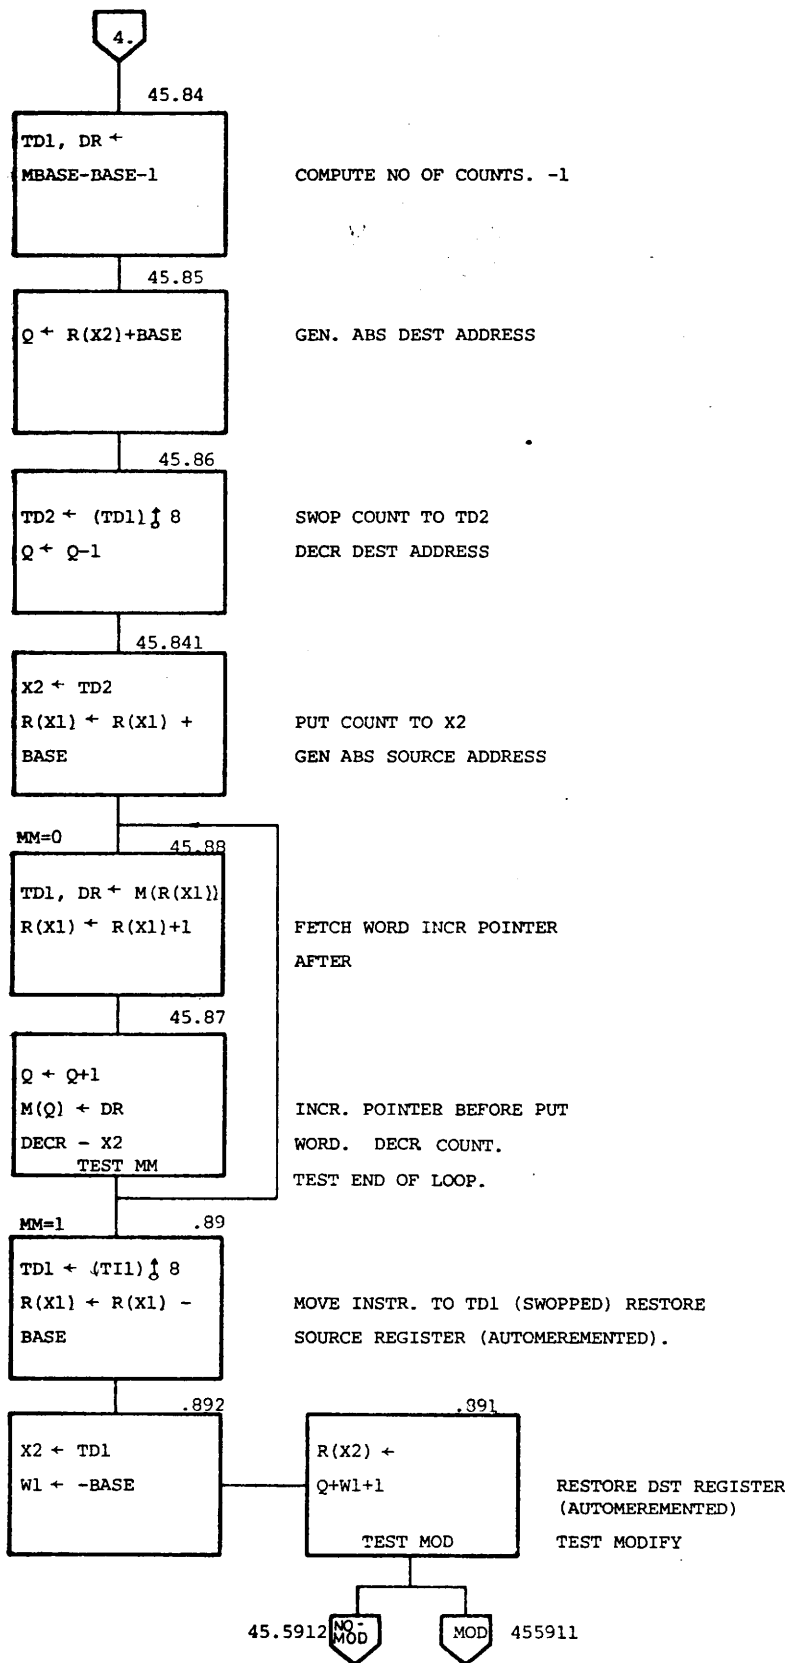 4.
45.84
TD1, DR ←
MBASE-BASE-1
COMPUTE NO OF COUNTS. -1
45.85
Q ← R(X2)+BASE
GEN. ABS DEST ADDRESS
45.86
TD2 ← (TD1)↥8
SWOP COUNT TO TD2
Q ← Q-1
DECR DEST ADDRESS
45.841
X2 ← TD2
R(X1) ← R(X1) +
PUT COUNT TO X2
BASE
GEN ABS SOURCE ADDRESS
MM=0
45.88
TD1, DR ← M(R(X1))
R(X1) ← R(X1)+1
FETCH WORD INCR POINTER
AFTER
45.87
Q ← Q+1
M(Q) ← DR
INCR. POINTER BEFORE PUT
DECR - X2
WORD. DECR COUNT.
TEST MM
TEST END OF LOOP.
MM=1
.89
TD1 ← (TI1)↥8
R(X1) ← R(X1) -
MOVE INSTR. TO TD1 (SWOPPED) RESTORE
BASE
SOURCE REGISTER (AUTOMEREMENTED).
.892
.891
X2 ← TD1
R(X2) ←
W1 ← -BASE
Q+W1+1
RESTORE DST REGISTER
(AUTOMEREMENTED)
TEST MOD
TEST MODIFY
45.5912
NO-
MOD
MOD
455911